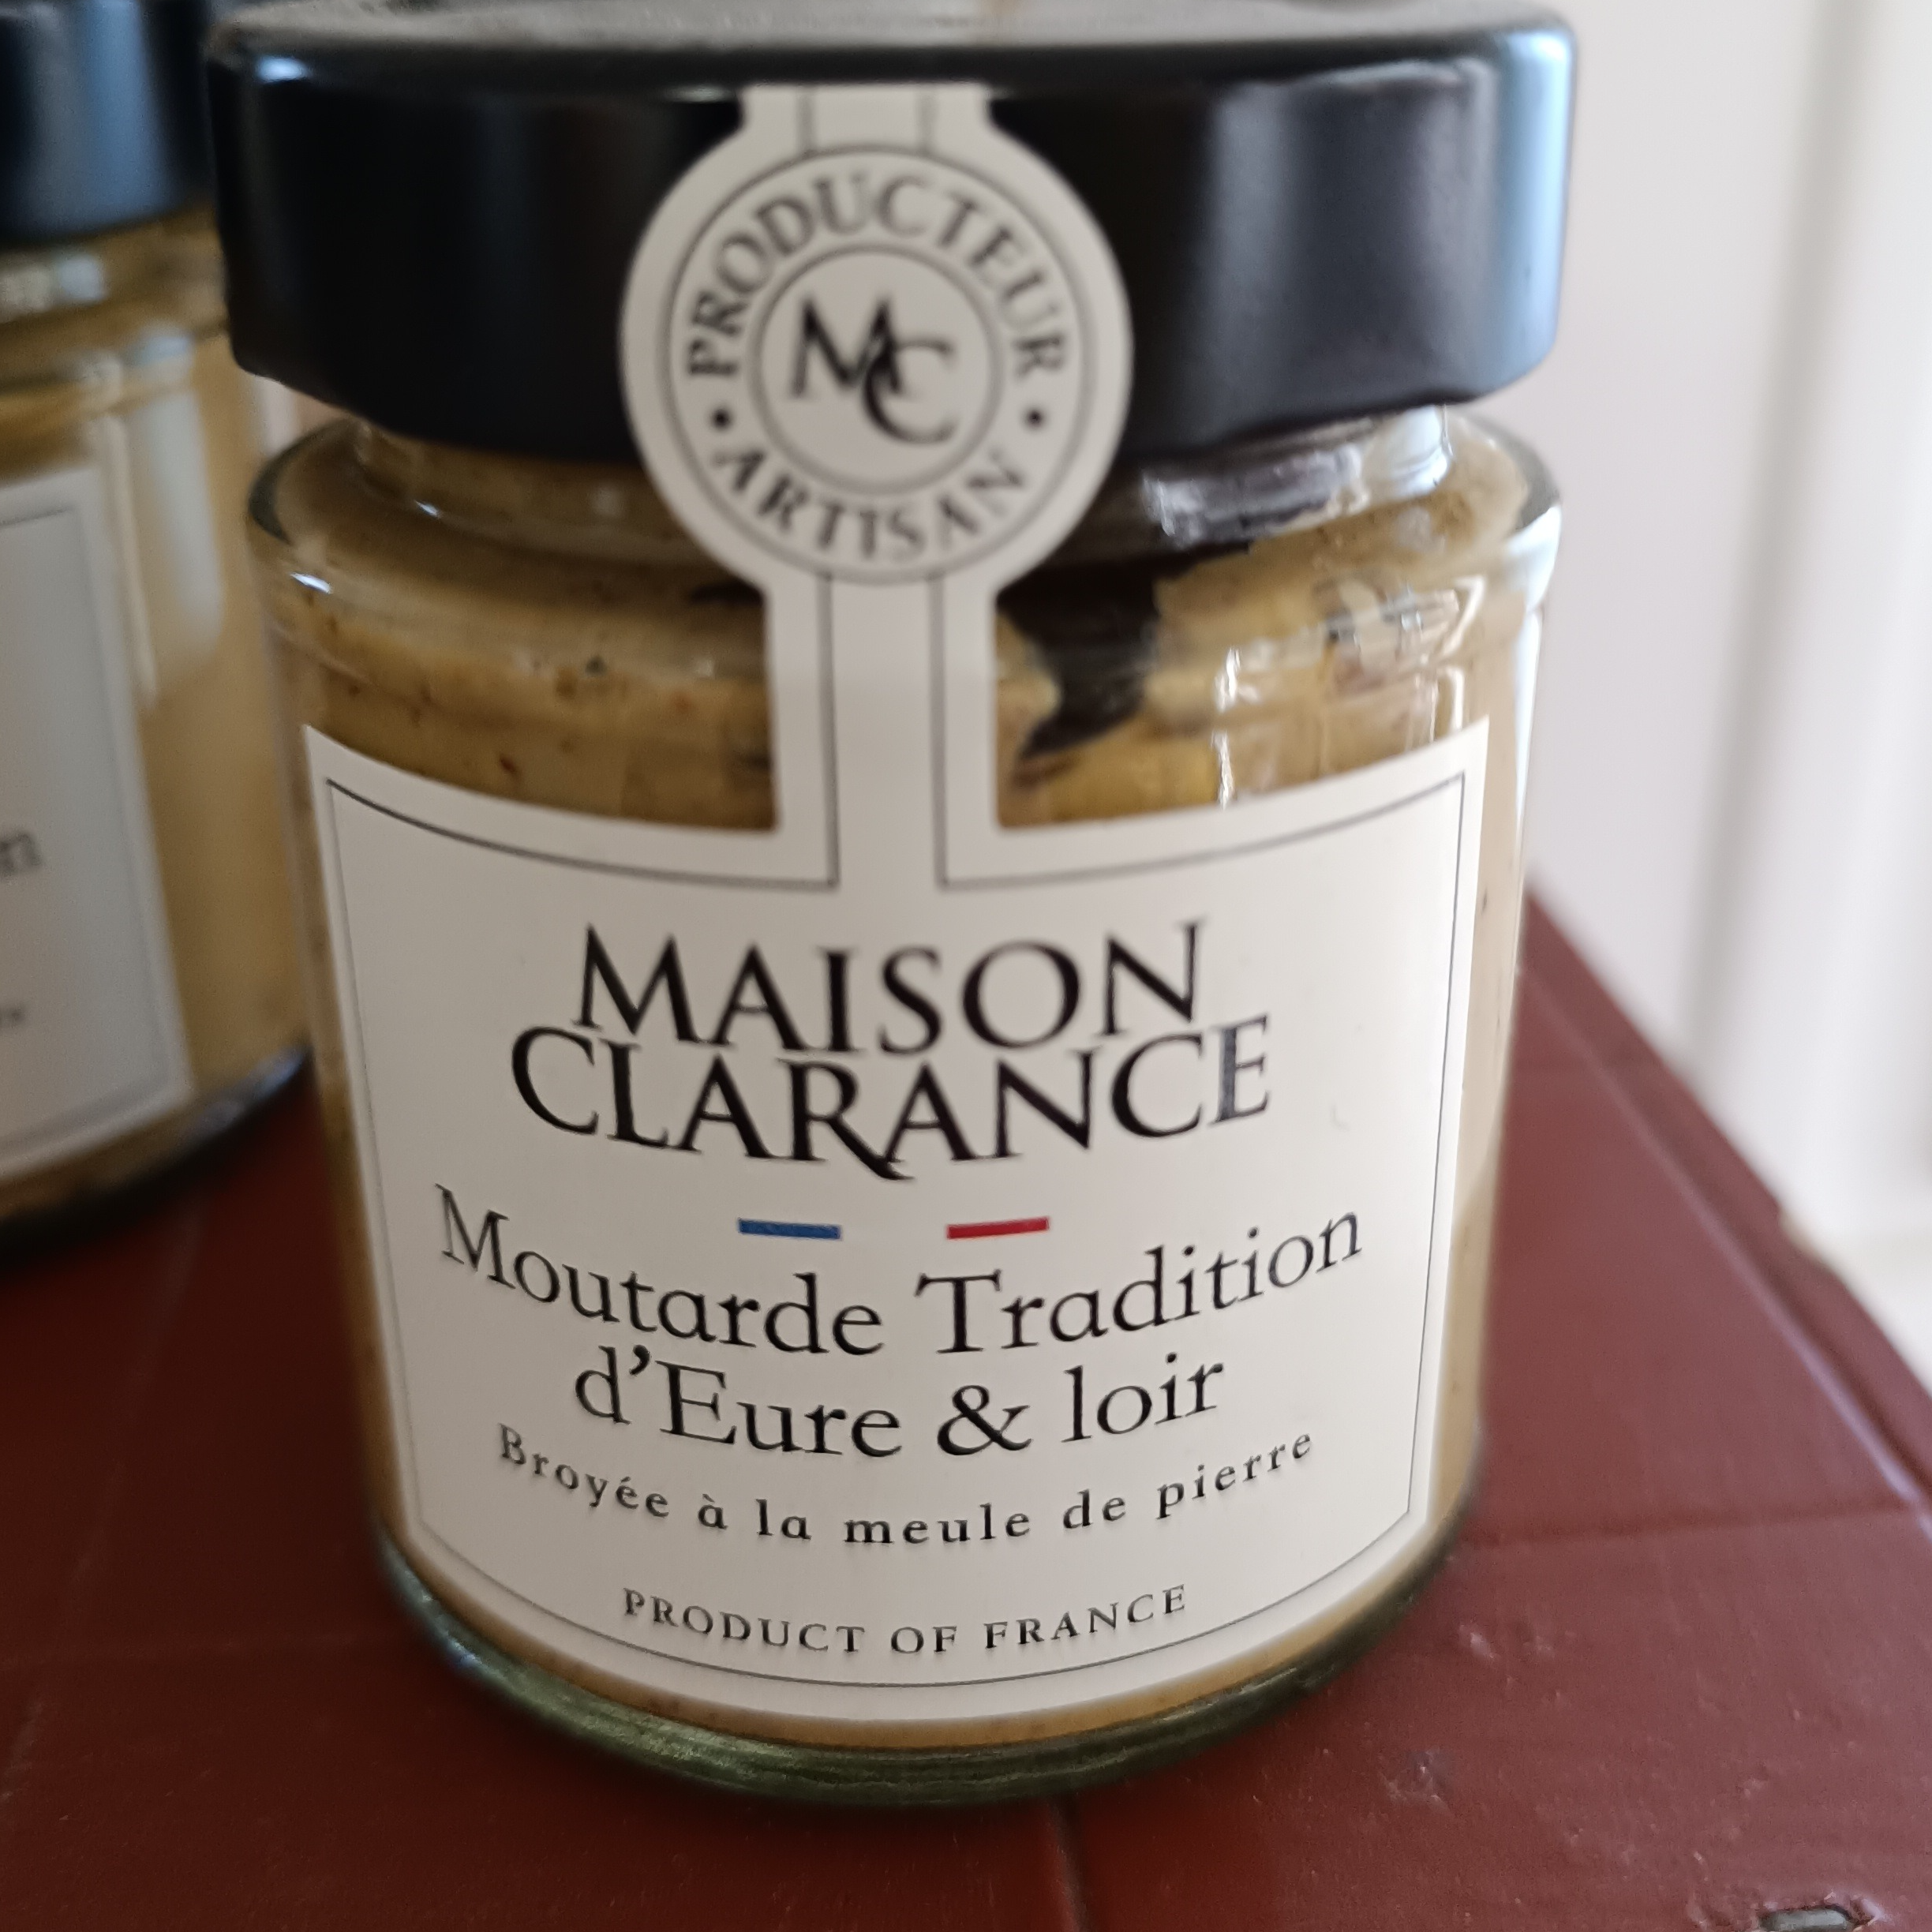 PRODUCTEUR
MC
• ARTISAN •
MAISON
CLARANCE
Moutarde Tradition
d’Eure & loir
Broyée à la meule de pierre
PRODUCT OF FRANCE